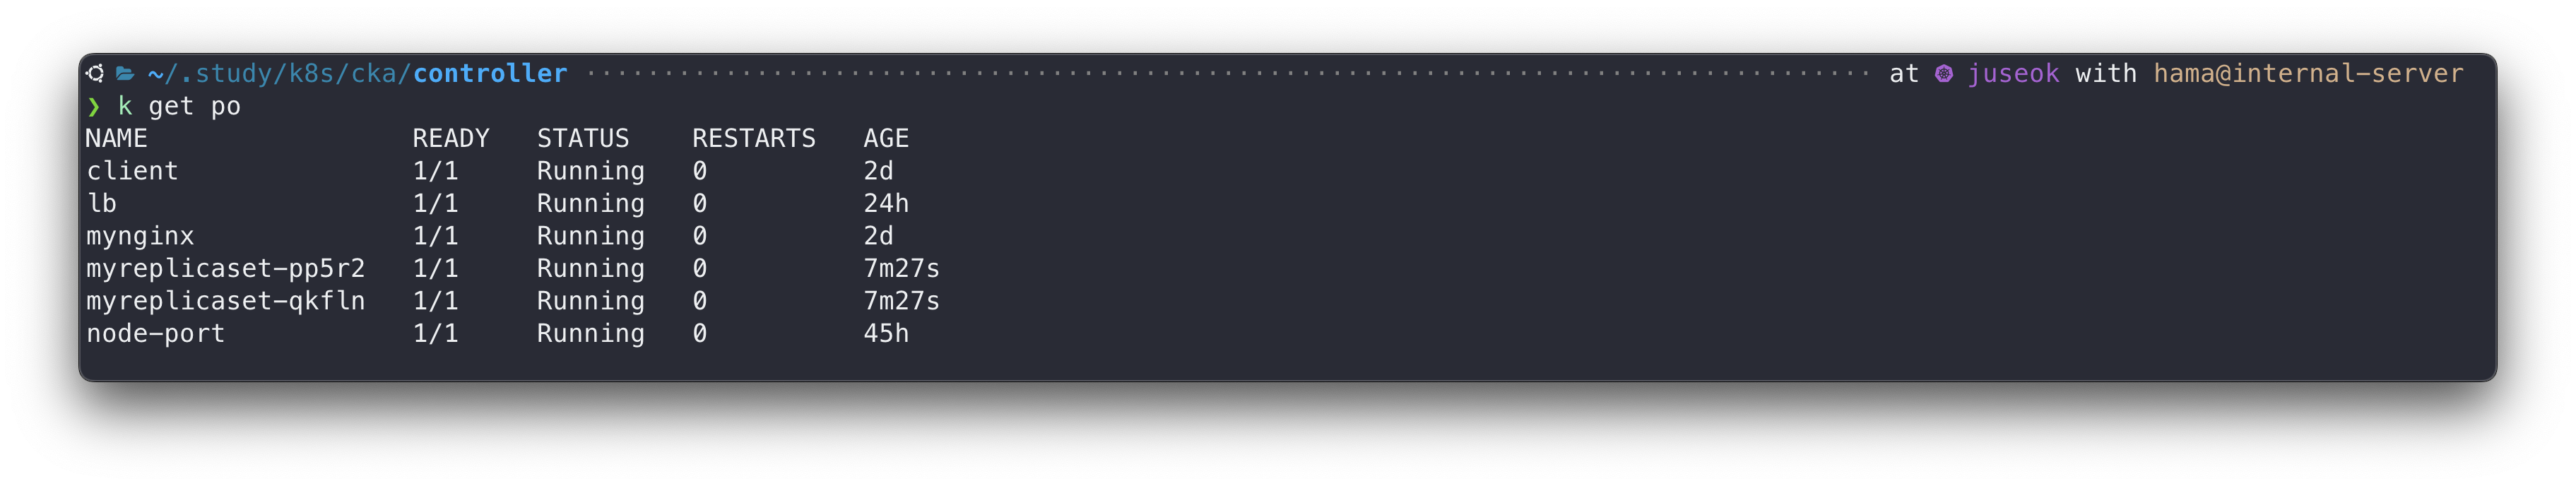 ~/.study/k8s/cka/controller ································································ at juseok with hama@internal-server
❯ k get po
NAME READY STATUS RESTARTS AGE
client 1/1 Running 0 2d
lb 1/1 Running 0 24h
mynginx 1/1 Running 0 2d
myreplicaset-pp5r2 1/1 Running 0 7m27s
myreplicaset-qkfln 1/1 Running 0 7m27s
node-port 1/1 Running 0 45h